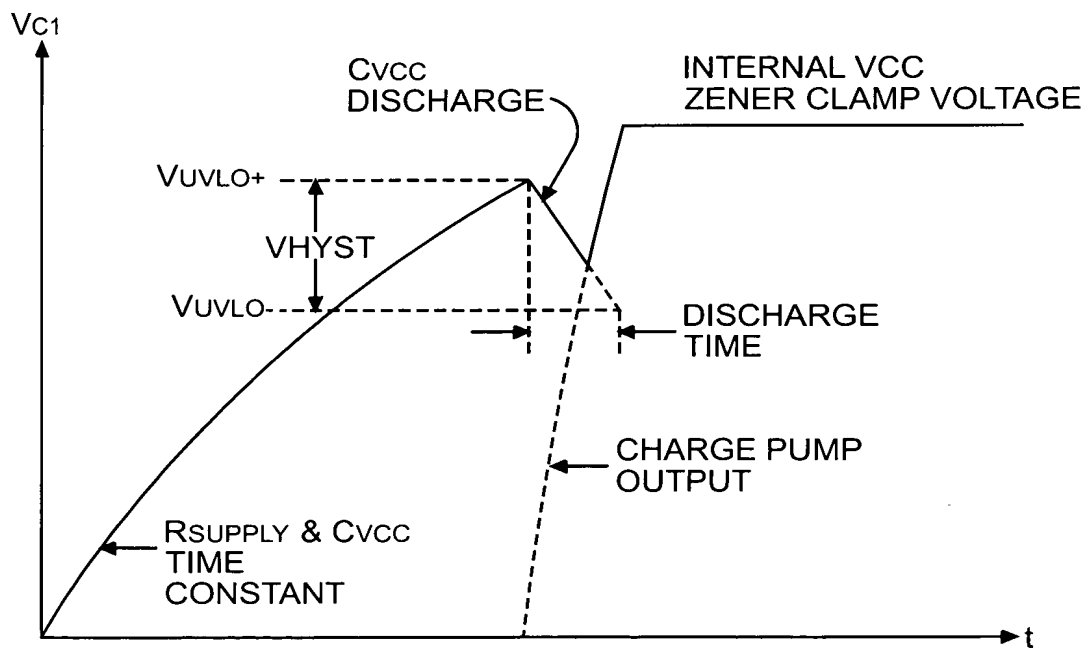 VC1
CVCC
DISCHARGE
INTERNAL VCC
ZENER CLAMP VOLTAGE
VUVLO+
VHYST
VUVLO-
DISCHARGE
TIME
CHARGE PUMP
OUTPUT
RSUPPLY & CVCC
TIME
CONSTANT
t